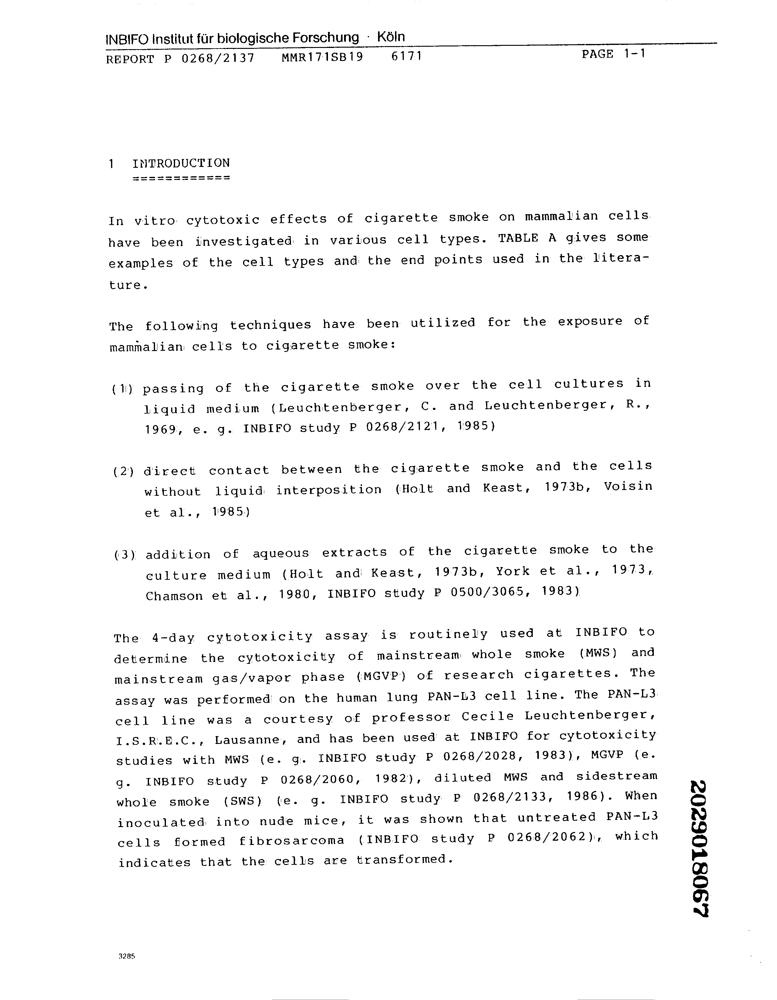 INBIFO Institut für biologische Forschung · Köln
REPORT P 0268/2137 MMR171SB19 6171 PAGE 1-1
1 INTRODUCTION
============
In vitro cytotoxic effects of cigarette smoke on mammalian cells
have been investigated in various cell types. TABLE A gives some
examples of the cell types and the end points used in the litera-
ture.
The following techniques have been utilized for the exposure of
mammalian cells to cigarette smoke:
(1) passing of the cigarette smoke over the cell cultures in
liquid medium (Leuchtenberger, C. and Leuchtenberger, R.,
1969, e. g. INBIFO study P 0268/2121, 1985)
(2) direct contact between the cigarette smoke and the cells
without liquid interposition (Holt and Keast, 1973b, Voisin
et al., 1985)
(3) addition of aqueous extracts of the cigarette smoke to the
culture medium (Holt and Keast, 1973b, York et al., 1973,
Chamson et al., 1980, INBIFO study P 0500/3065, 1983)
The 4-day cytotoxicity assay is routinely used at INBIFO to
determine the cytotoxicity of mainstream whole smoke (MWS) and
mainstream gas/vapor phase (MGVP) of research cigarettes. The
assay was performed on the human lung PAN-L3 cell line. The PAN-L3
cell line was a courtesy of professor Cecile Leuchtenberger,
I.S.R.E.C., Lausanne, and has been used at INBIFO for cytotoxicity
studies with MWS (e. g. INBIFO study P 0268/2028, 1983), MGVP (e.
g. INBIFO study P 0268/2060, 1982), diluted MWS and sidestream
whole smoke (SWS) (e. g. INBIFO study P 0268/2133, 1986). When
inoculated into nude mice, it was shown that untreated PAN-L3
cells formed fibrosarcoma (INBIFO study P 0268/2062), which
indicates that the cells are transformed.
2029018067
3285